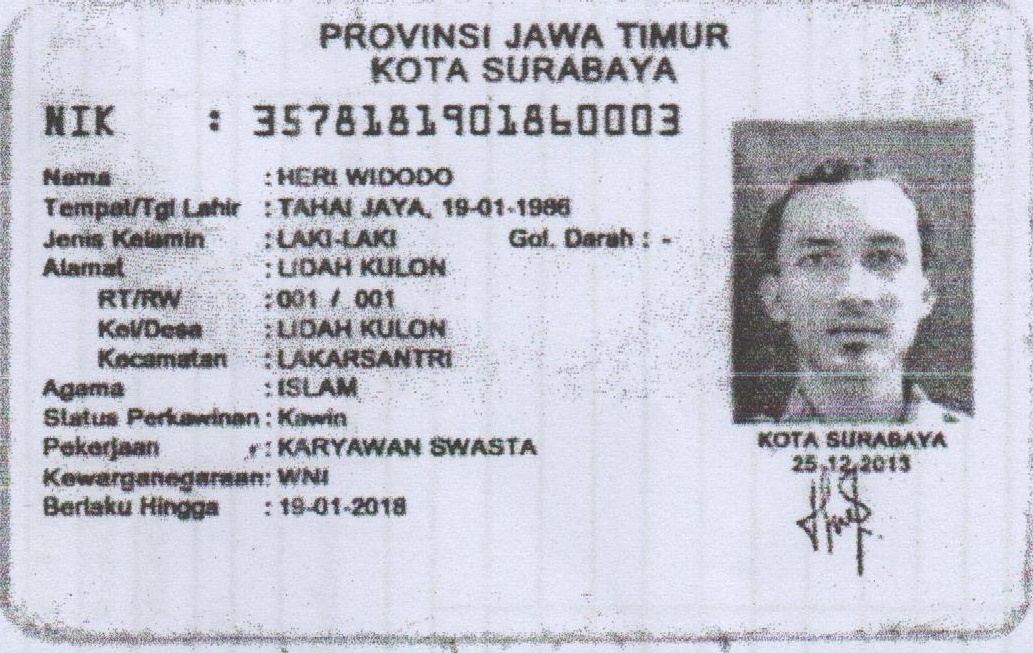 PROVINSI JAWA TIMUR
KOTA SURABAYA
NIK : 3578181901860003
Nama : HERI WIDODO
Tempat/Tgl Lahir : TAHAI JAYA, 19-01-1986
Jenis Kelamin : LAKI-LAKI Gol. Darah : -
Alamat : LIDAH KULON
RT/RW : 001 / 001
Kel/Desa : LIDAH KULON
Kecamatan : LAKARSANTRI
Agama : ISLAM
Status Perkawinan : Kawin
Pekerjaan : KARYAWAN SWASTA
Kewarganegaraan: WNI
Berlaku Hingga : 19-01-2018
KOTA SURABAYA
25-12-2013